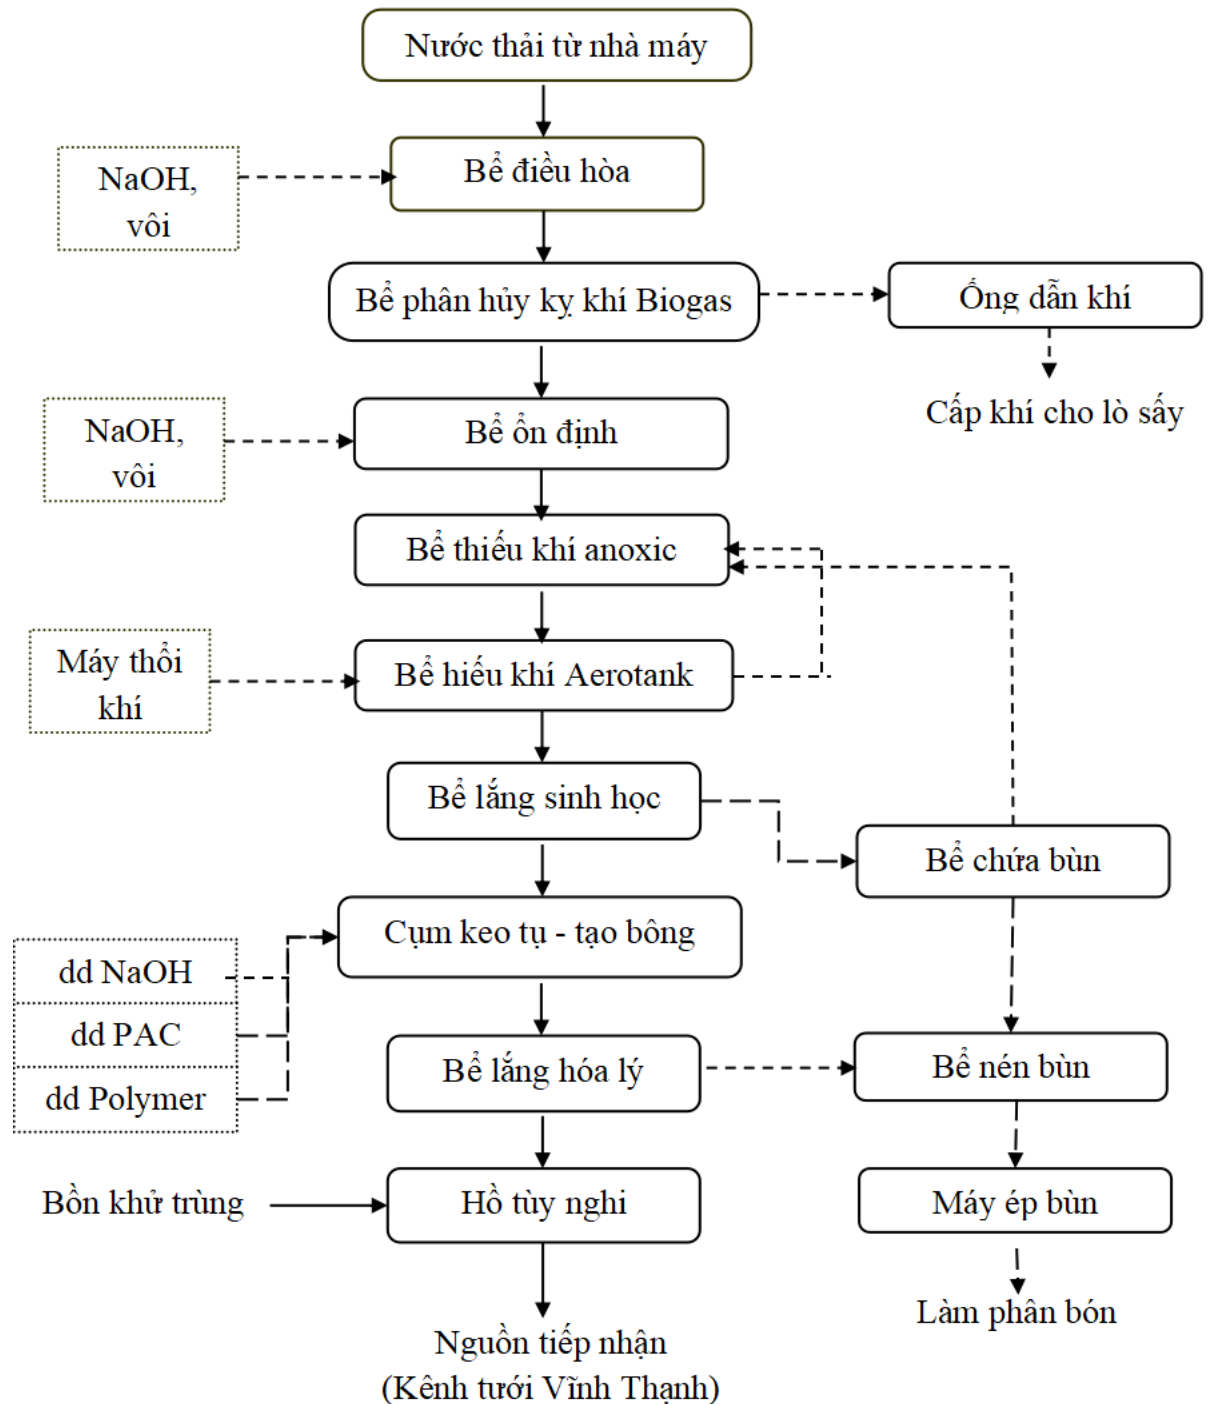 Nước thải từ nhà máy
Bể điều hòa
NaOH,
vôi
Bể phân hủy kỵ khí Biogas
Ống dẫn khí
Cấp khí cho lò sấy
NaOH,
vôi
Bể ổn định
Bể thiếu khí anoxic
Máy thổi
khí
Bể hiếu khí Aerotank
Bể lắng sinh học
Bể chứa bùn
Cụm keo tụ - tạo bông
dd NaOH
dd PAC
dd Polymer
Bể lắng hóa lý
Bể nén bùn
Bồn khử trùng
Hồ tùy nghi
Máy ép bùn
Làm phân bón
Nguồn tiếp nhận
(Kênh tưới Vĩnh Thạnh)